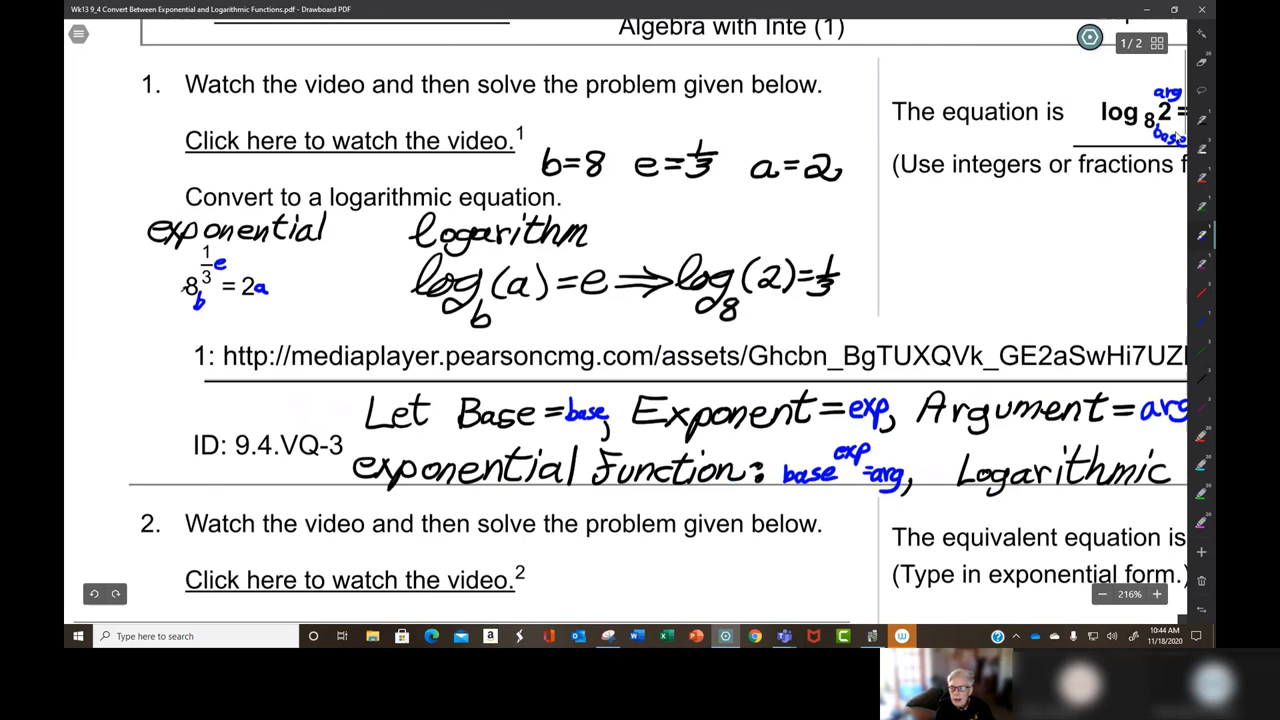 Wk13 9_4 Convert Between Exponential and Logarithmic Functions.pdf - Drawboard PDF
Algebra with Inte (1)
1 / 2
1. Watch the video and then solve the problem given below.
Click here to watch the video.1
b=8 e=1/3 a=2
Convert to a logarithmic equation.
exponential logarithm
8^(1/3) = 2 b e a
log_b(a)=e ⟹ log_8(2)=1/3
1: http://mediaplayer.pearsoncmg.com/assets/Ghcbn_BgTUXQVk_GE2aSwHi7UZ
Let Base = base, Exponent = exp, Argument = arg
ID: 9.4.VQ-3
exponential Function: base^exp=arg, Logarithmic
2. Watch the video and then solve the problem given below.
Click here to watch the video.2
The equation is log_8 2 =
arg
base
(Use integers or fractions f
The equivalent equation is
(Type in exponential form.)
216%
Type here to search
10:44 AM
11/18/2020